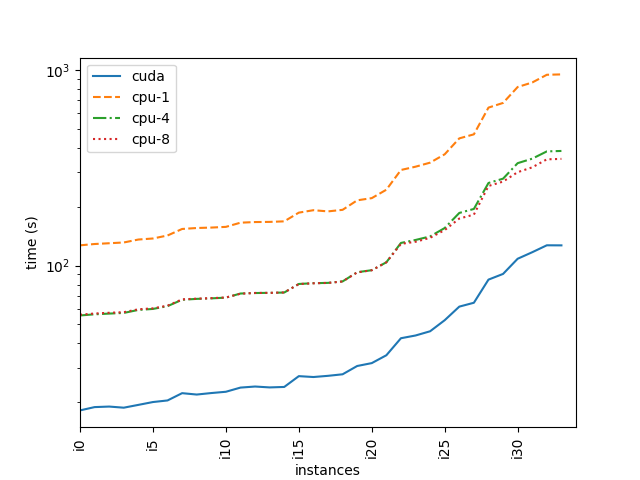 10³
10²
time (s)
cuda
cpu-1
cpu-4
cpu-8
i0
i5
i10
i15
i20
i25
i30
instances